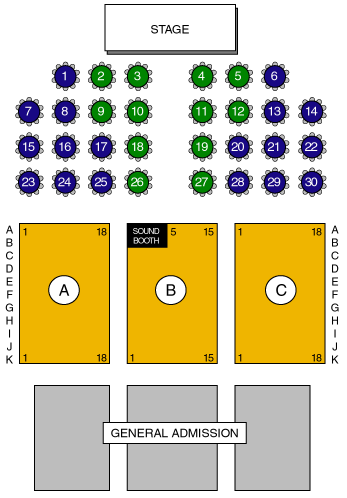 STAGE
1 2 3 4 5 6
7 8 9 10 11 12 13 14
15 16 17 18 19 20 21 22
23 24 25 26 27 28 29 30
A 1 18 SOUND 5 15 1 18 A
B BOOTH B
C C
D D
E E
F A B C F
G G
H H
I I
J J
K 1 18 1 15 1 18 K
GENERAL ADMISSION